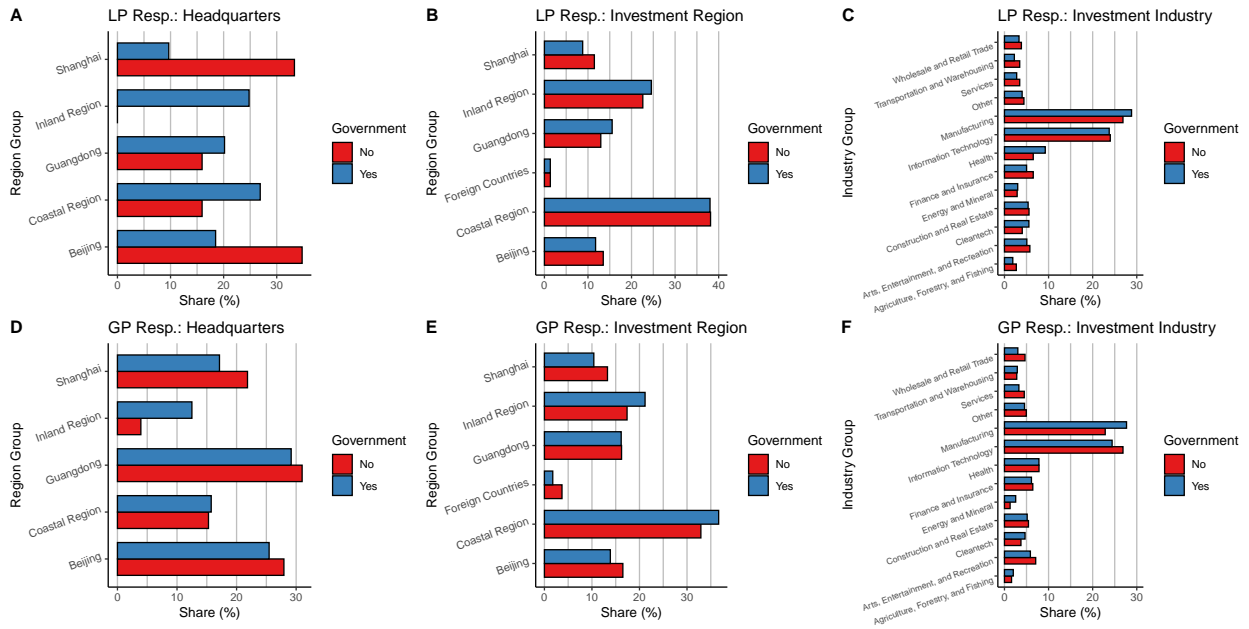 A LP Resp.: Headquarters
Region Group
Shanghai
Inland Region
Guangdong
Coastal Region
Beijing
0 10 20 30
Share (%)
Government
No
Yes
B LP Resp.: Investment Region
Region Group
Shanghai
Inland Region
Guangdong
Foreign Countries
Coastal Region
Beijing
0 10 20 30 40
Share (%)
Government
No
Yes
C LP Resp.: Investment Industry
Industry Group
Wholesale and Retail Trade
Transportation and Warehousing
Services
Other
Manufacturing
Information Technology
Health
Finance and Insurance
Energy and Mineral
Construction and Real Estate
Cleantech
Arts, Entertainment, and Recreation
Agriculture, Forestry, and Fishing
0 10 20 30
Share (%)
Government
No
Yes
D GP Resp.: Headquarters
Region Group
Shanghai
Inland Region
Guangdong
Coastal Region
Beijing
0 10 20 30
Share (%)
Government
No
Yes
E GP Resp.: Investment Region
Region Group
Shanghai
Inland Region
Guangdong
Foreign Countries
Coastal Region
Beijing
0 10 20 30
Share (%)
Government
No
Yes
F GP Resp.: Investment Industry
Industry Group
Wholesale and Retail Trade
Transportation and Warehousing
Services
Other
Manufacturing
Information Technology
Health
Finance and Insurance
Energy and Mineral
Construction and Real Estate
Cleantech
Arts, Entertainment, and Recreation
Agriculture, Forestry, and Fishing
0 10 20 30
Share (%)
Government
No
Yes